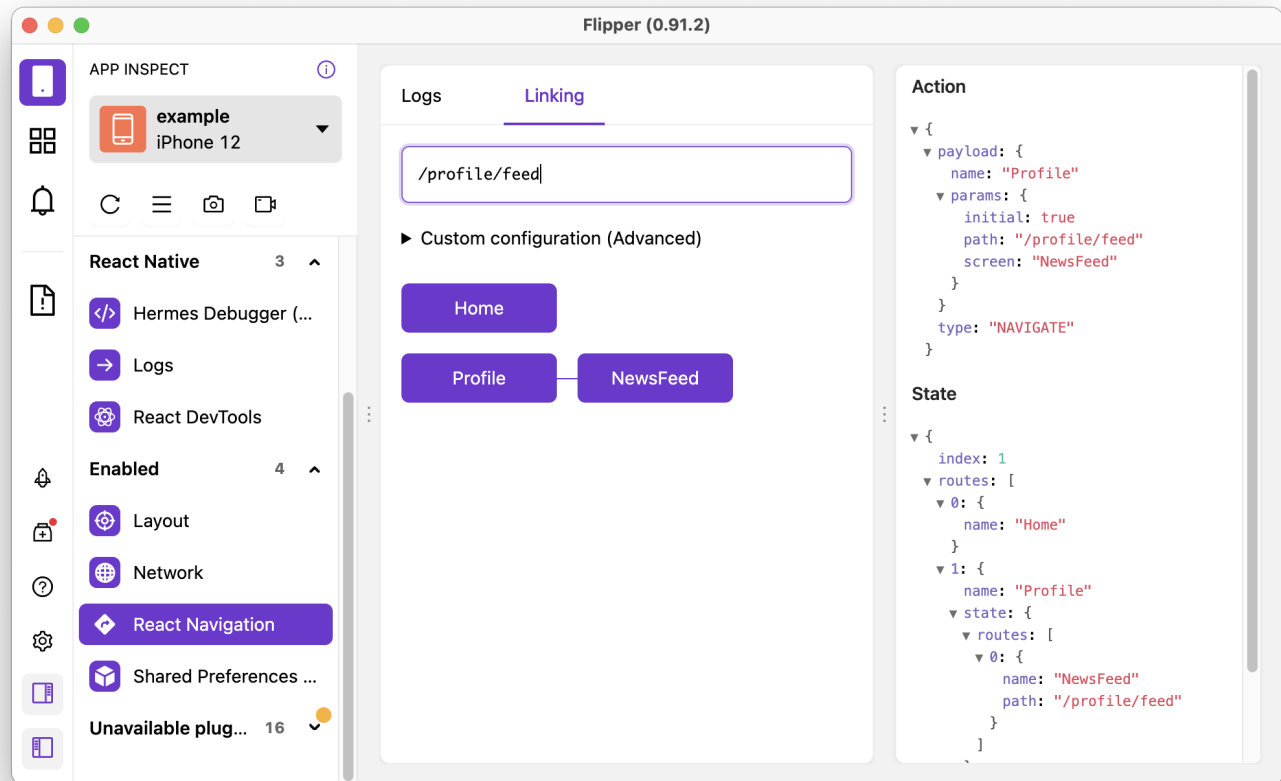 Flipper (0.91.2)
APP INSPECT
example
iPhone 12
React Native 3
Hermes Debugger (...
Logs
React DevTools
Enabled 4
Layout
Network
React Navigation
Shared Preferences ...
Unavailable plug... 16
Logs Linking
/profile/feed
Custom configuration (Advanced)
Home
Profile NewsFeed
Action
{
payload: {
name: "Profile"
params: {
initial: true
path: "/profile/feed"
screen: "NewsFeed"
}
}
type: "NAVIGATE"
}
State
{
index: 1
routes: [
0: {
name: "Home"
}
1: {
name: "Profile"
state: {
routes: [
0: {
name: "NewsFeed"
path: "/profile/feed"
}
]